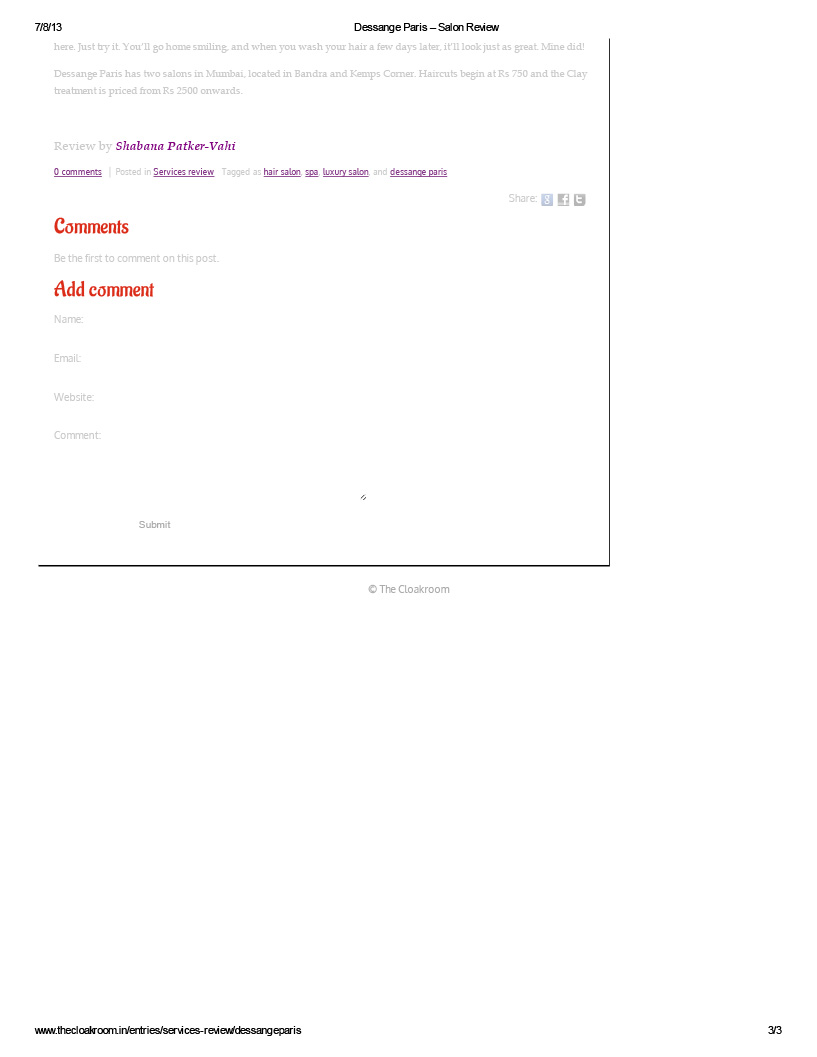 7/8/13 Dessange Paris – Salon Review
here. Just try it. You'll go home smiling, and when you wash your hair a few days later, it'll look just as great. Mine did!
Dessange Paris has two salons in Mumbai, located in Bandra and Kemps Corner. Haircuts begin at Rs 750 and the Clay
treatment is priced from Rs 2500 onwards.
Review by Shabana Patker-Vahi
0 comments | Posted in Services review Tagged as hair salon, spa, luxury salon, and dessange paris
Share:
Comments
Be the first to comment on this post.
Add comment
Name:
Email:
Website:
Comment:
Submit
© The Cloakroom
www.thecloakroom.in/entries/services-review/dessangeparis 3/3